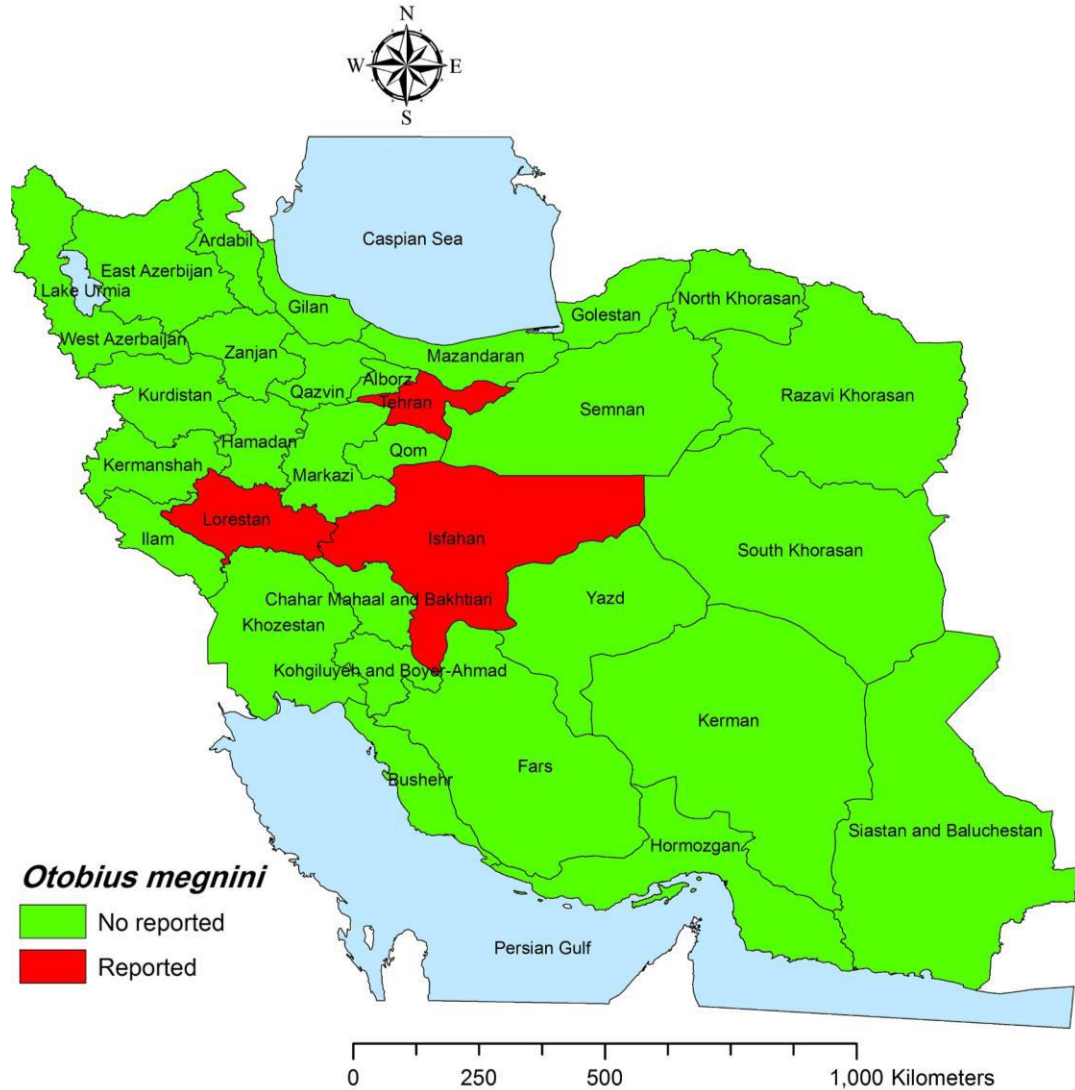 N
W E
S
Caspian Sea
Ardabil
East Azerbijan
Lake Urmia
Gilan
North Khorasan
Golestan
West Azerbaijan
Zanjan
Mazandaran
Alborz
Qazvin
Tehran
Kurdistan
Semnan
Razavi Khorasan
Hamadan
Qom
Kermanshah
Markazi
Lorestan
Ilam
Isfahan
South Khorasan
Chahar Mahaal and Bakhtian
Yazd
Khozestan
Kohgiluyeh and Boyer-Ahmad
Kerman
Fars
Bushehr
Siastan and Baluchestan
Hormozgan
Persian Gulf
Otobius megnini
No reported
Reported
0 250 500 1,000 Kilometers